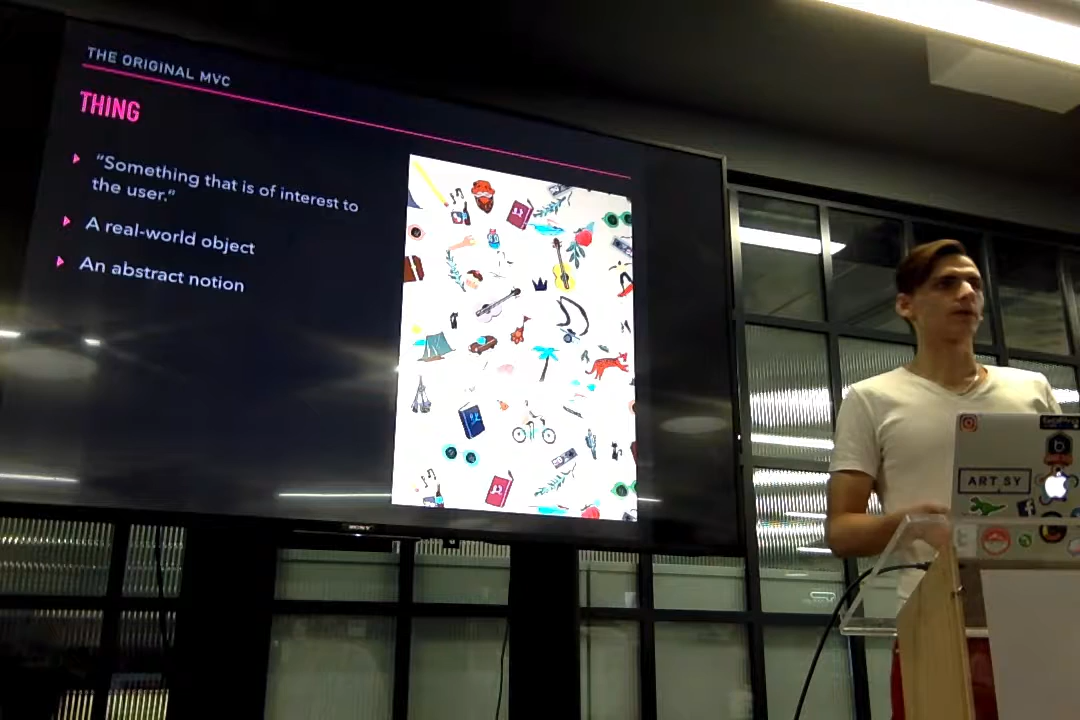 THE ORIGINAL MVC
THING
“Something that is of interest to
the user.”
A real-world object
An abstract notion
SONY
ARTSY